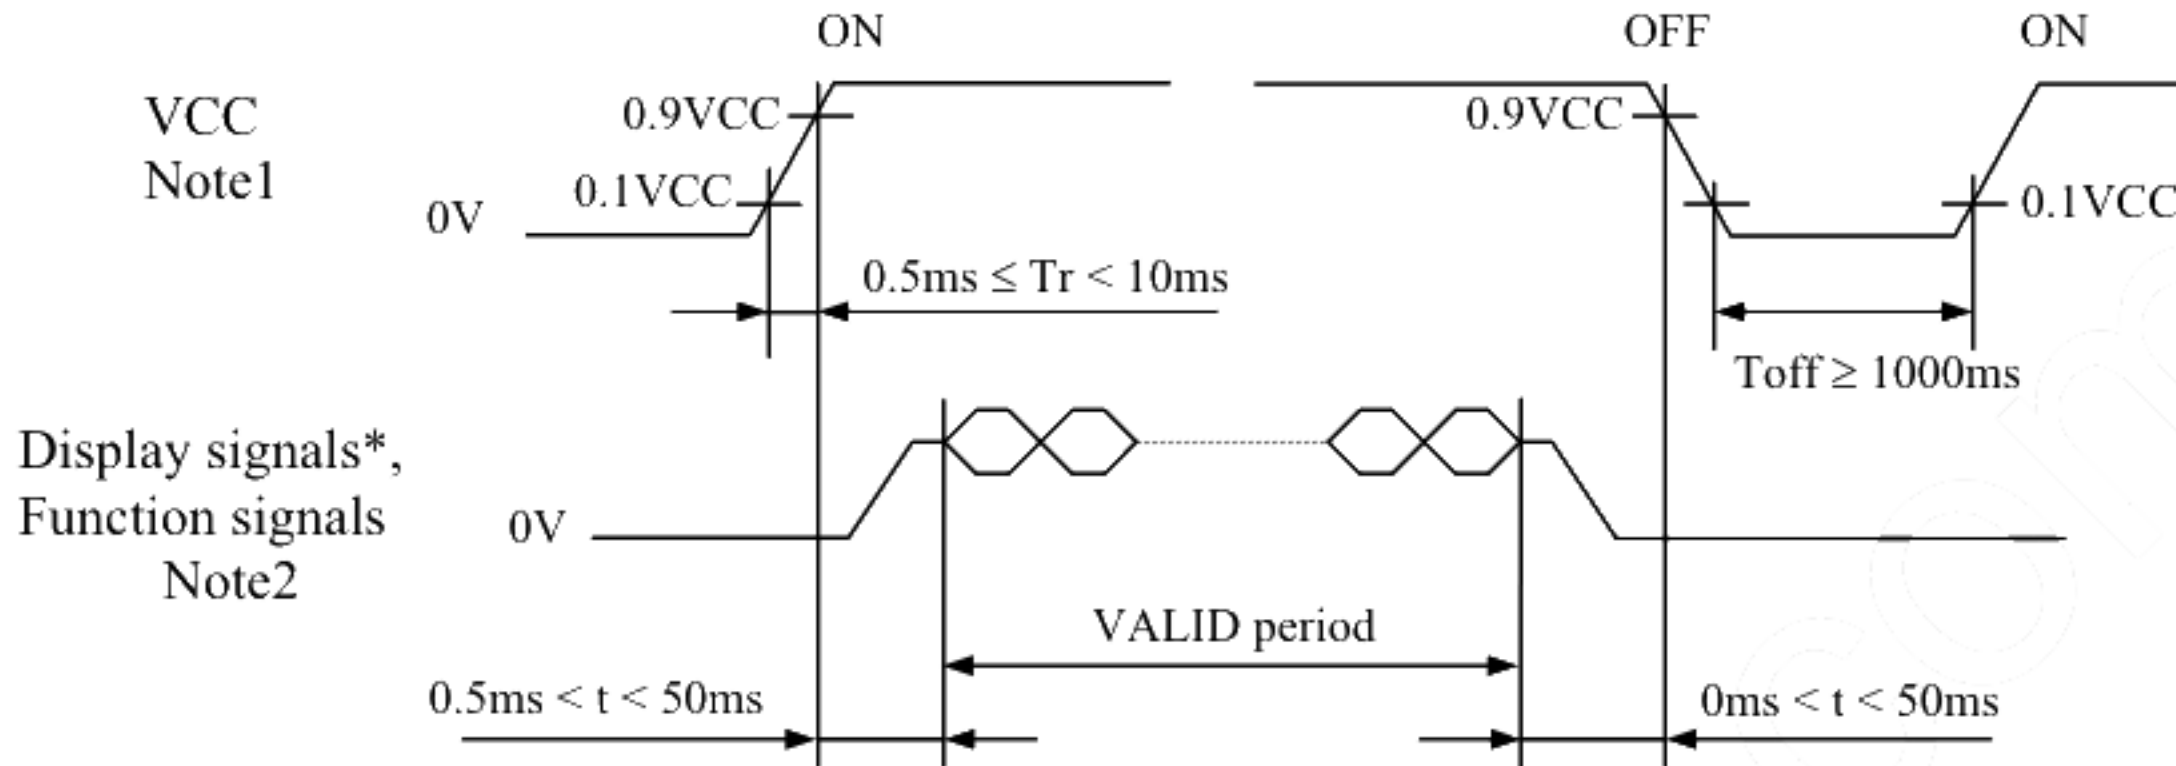 ON
OFF
ON
VCC
Note1
0.9VCC
0.9VCC
0.1VCC
0.1VCC
0V
0.5ms ≤ Tr < 10ms
Toff ≥ 1000ms
Display signals*,
Function signals
Note2
0V
VALID period
0.5ms < t < 50ms
0ms < t < 50ms